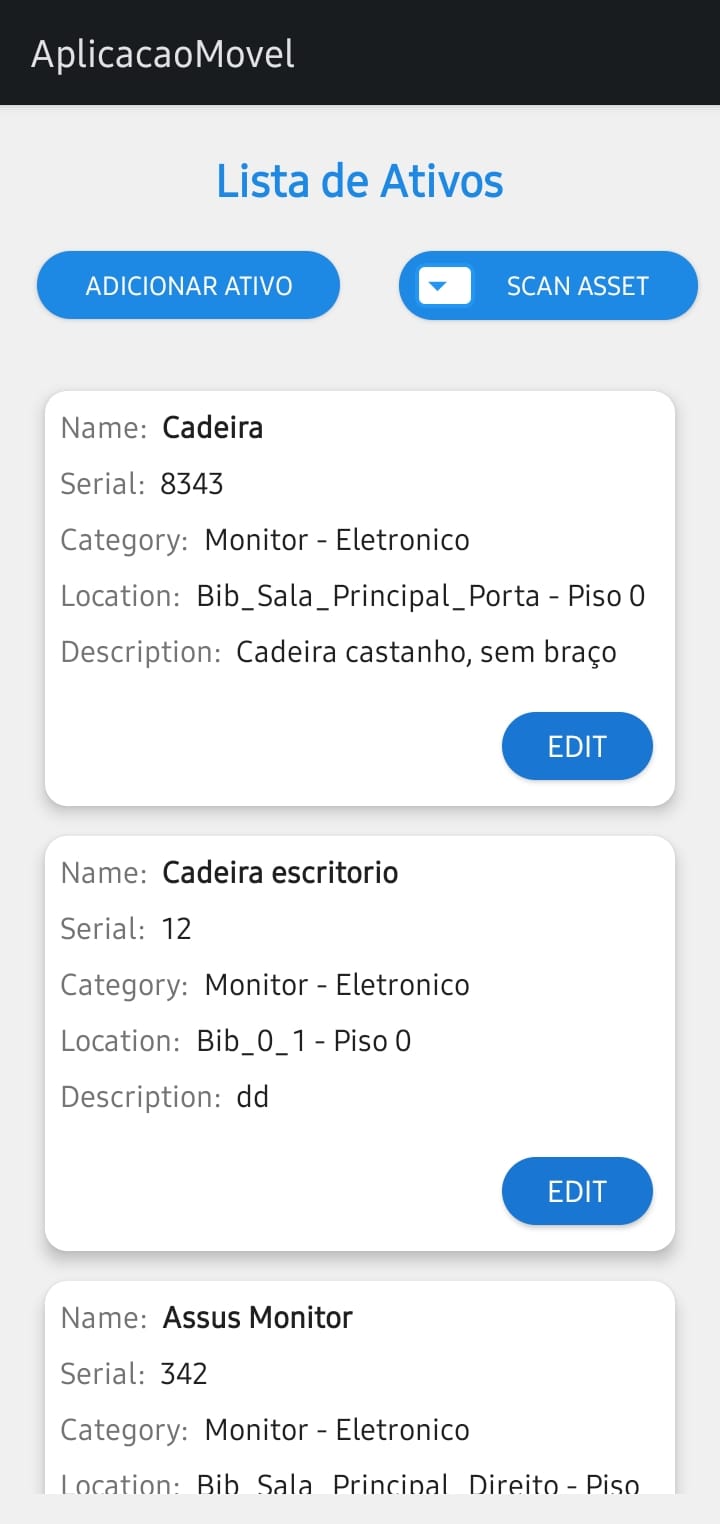 AplicacaoMovel
Lista de Ativos
ADICIONAR ATIVO
SCAN ASSET
Name: Cadeira
Serial: 8343
Category: Monitor - Eletronico
Location: Bib_Sala_Principal_Porta - Piso 0
Description: Cadeira castanho, sem braço
EDIT
Name: Cadeira escritorio
Serial: 12
Category: Monitor - Eletronico
Location: Bib_0_1 - Piso 0
Description: dd
EDIT
Name: Assus Monitor
Serial: 342
Category: Monitor - Eletronico
Location: Bib_Sala_Principal_Direito - Piso